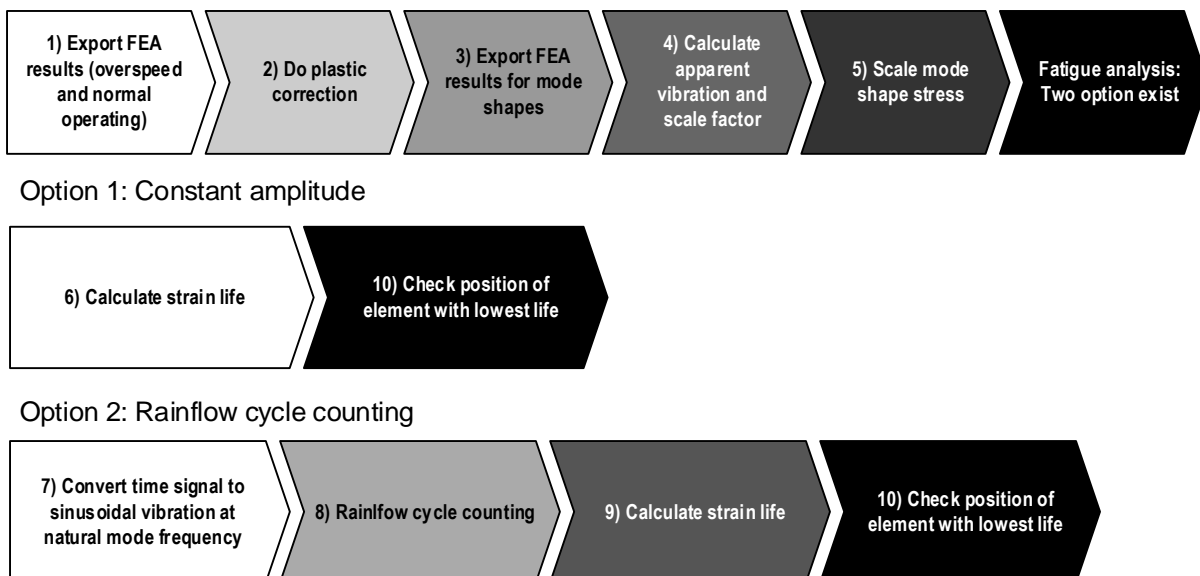 1) Export FEA
results (overspeed
and normal
operating)
2) Do plastic
correction
3) Export FEA
results for mode
shapes
4) Calculate
apparent
vibration and
scale factor
5) Scale mode
shape stress
Fatigue analysis:
Two option exist
Option 1: Constant amplitude
6) Calculate strain life
10) Check position of
element with lowest life
Option 2: Rainflow cycle counting
7) Convert time signal to
sinusoidal vibration at
natural mode frequency
8) Rainlfow cycle counting
9) Calculate strain life
10) Check position of
element with lowest life